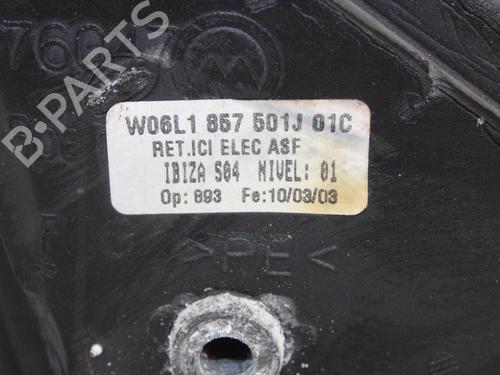 W06L1 857 501J 01C
RET.ICI ELEC ASF
IBIZA S04 NIVEL: 01
Op: 893 Fe:10/03/03
>PE<
B-PARTS